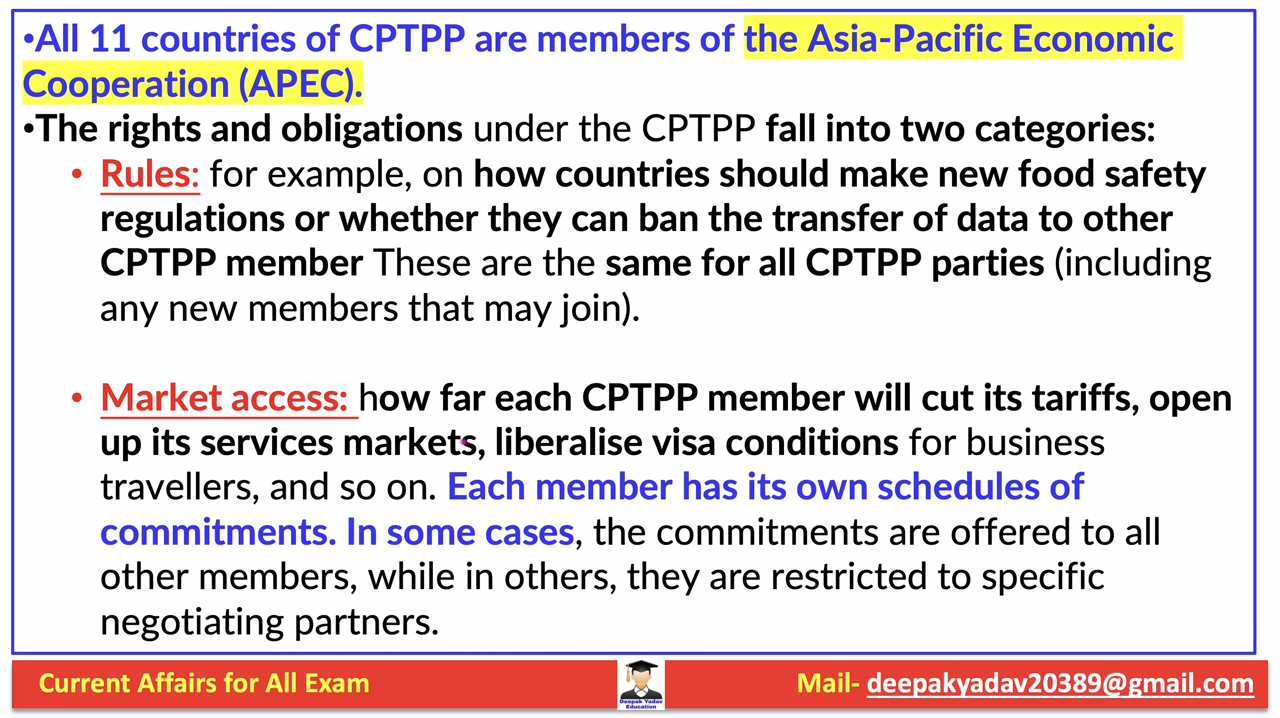 •All 11 countries of CPTPP are members of the Asia-Pacific Economic
Cooperation (APEC).
•The rights and obligations under the CPTPP fall into two categories:
• Rules: for example, on how countries should make new food safety
regulations or whether they can ban the transfer of data to other
CPTPP member These are the same for all CPTPP parties (including
any new members that may join).
• Market access: how far each CPTPP member will cut its tariffs, open
up its services markets, liberalise visa conditions for business
travellers, and so on. Each member has its own schedules of
commitments. In some cases, the commitments are offered to all
other members, while in others, they are restricted to specific
negotiating partners.
Current Affairs for All Exam
Deepak Yadav
Education
Mail- deepakyadav20389@gmail.com